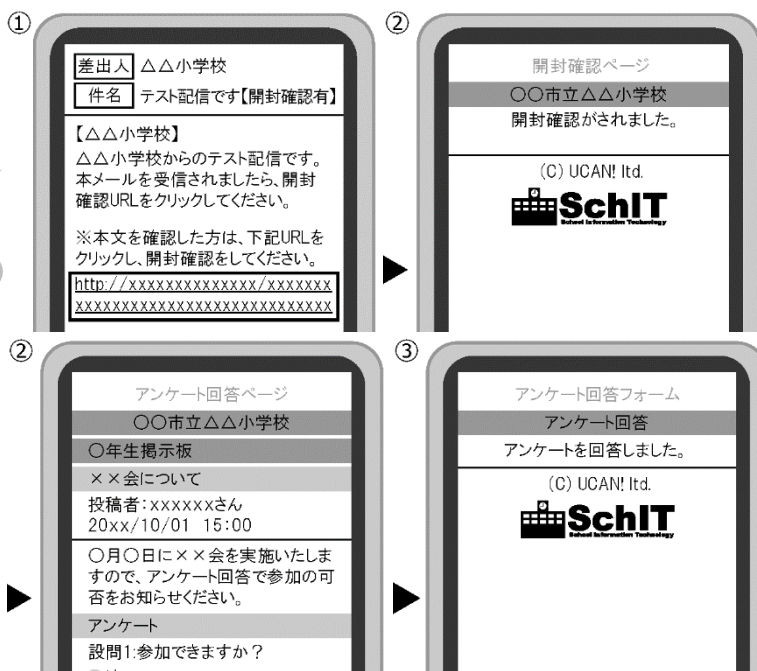 ①
差出人 △△小学校
件名 テスト配信です【開封確認有】
【△△小学校】
△△小学校からのテスト配信です。
本メールを受信されましたら、開封
確認URLをクリックしてください。
※本文を確認した方は、下記URLを
クリックし、開封確認をしてください。
http://xxxxxxxxxxxxxx/xxxxxxx
xxxxxxxxxxxxxxxxxxxxxxxxxxxx
②
開封確認ページ
〇〇市立△△小学校
開封確認がされました。
(C) UCAN! ltd.
SchIT
School Information Technology
②
アンケート回答ページ
〇〇市立△△小学校
〇年生掲示板
××会について
投稿者:xxxxxxさん
20xx/10/01 15:00
〇月〇日に××会を実施いたしま
すので、アンケート回答で参加の可
否をお知らせください。
アンケート
設問1:参加できますか？
③
アンケート回答フォーム
アンケート回答
アンケートを回答しました。
(C) UCAN! ltd.
SchIT
School Information Technology